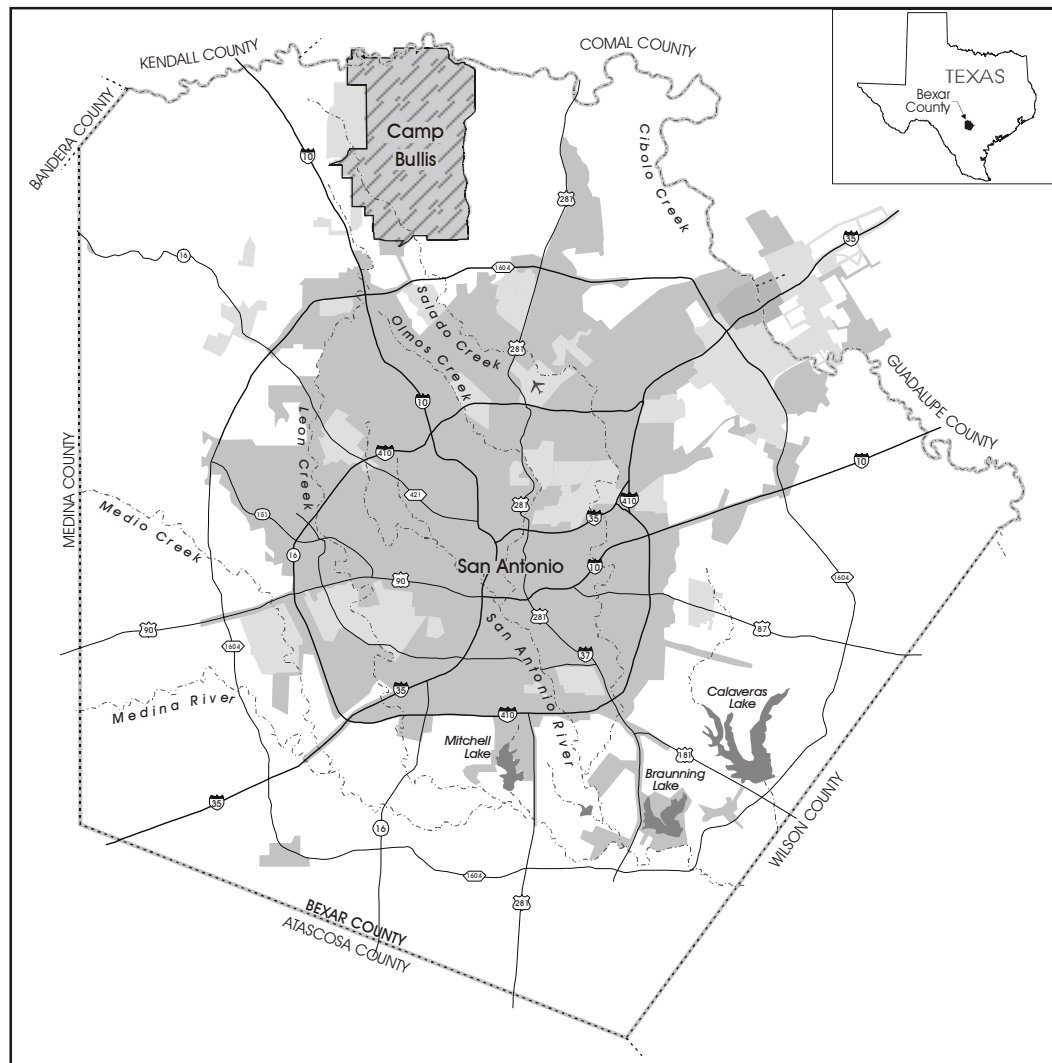 KENDALL COUNTY
COMAL COUNTY
TEXAS
Bexar
County
BANDERA COUNTY
Camp
Bullis
10
281
Cibolo Creek
35
16
1604
Salado Creek
Olmos Creek
281
GUADALUPE COUNTY
10
Leon Creek
410
10
MEDINA COUNTY
421
281
410
35
151
Medio Creek
16
San Antonio
10
90
1604
San Antonio River
281
90
87
1604
37
35
Medina River
410
Calaveras
Lake
Mitchell
Lake
181
Braunning
Lake
35
16
WILSON COUNTY
1604
281
BEXAR COUNTY
ATASCOSA COUNTY